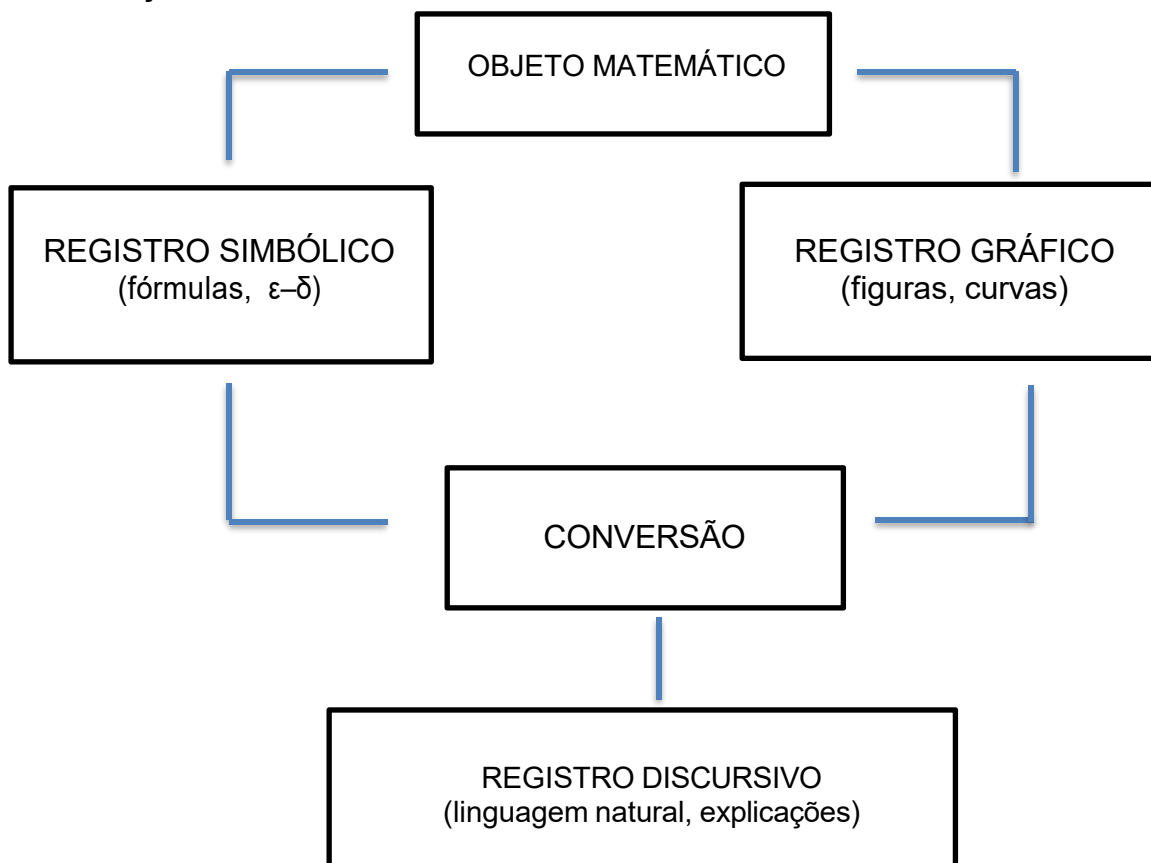 OBJETO MATEMÁTICO
REGISTRO SIMBÓLICO
(fórmulas, ε–δ)
REGISTRO GRÁFICO
(figuras, curvas)
CONVERSÃO
REGISTRO DISCURSIVO
(linguagem natural, explicações)